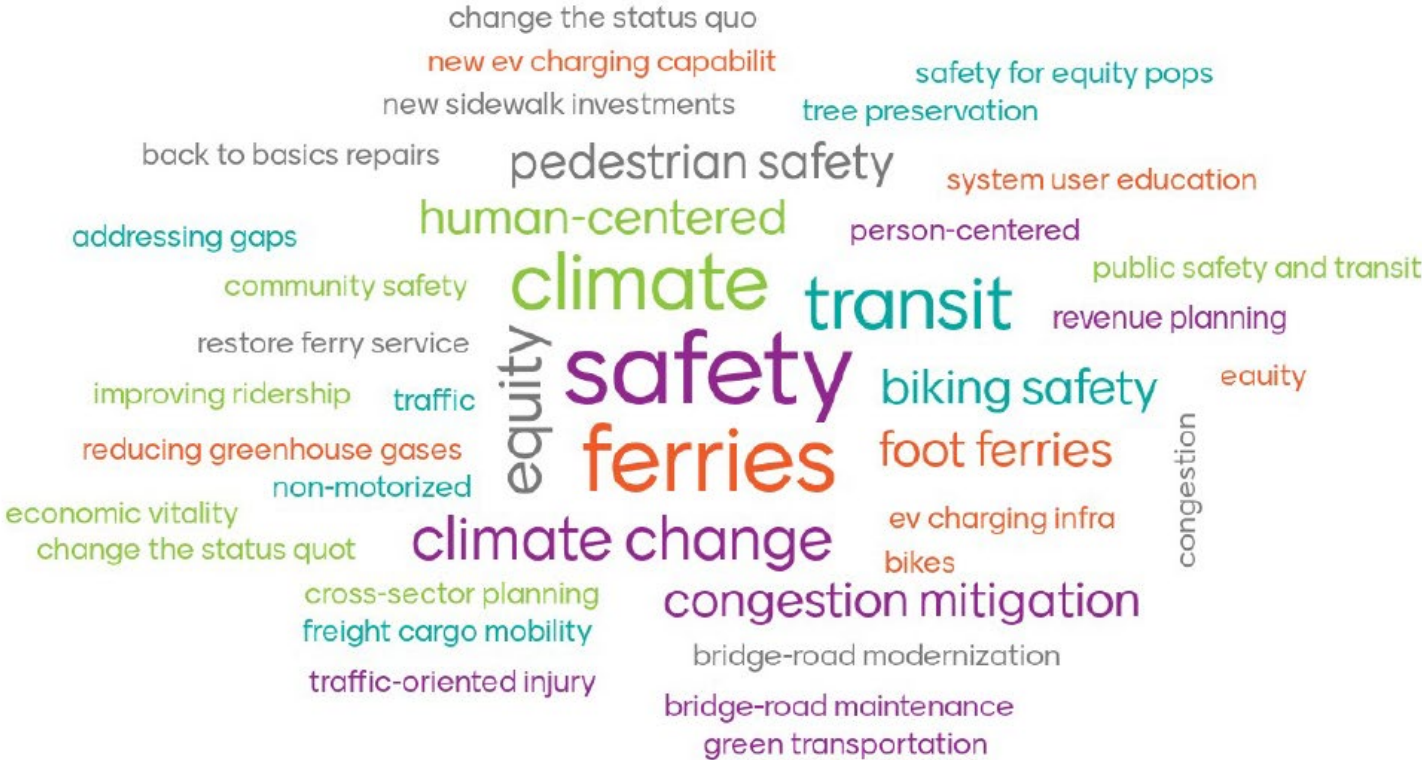 change the status quo
new ev charging capabilit
safety for equity pops
new sidewalk investments
tree preservation
back to basics repairs
pedestrian safety
system user education
human-centered
person-centered
addressing gaps
public safety and transit
community safety
climate
transit
revenue planning
restore ferry service
equity
safety
biking safety
eauity
improving ridership
traffic
reducing greenhouse gases
ferries
foot ferries
congestion
non-motorized
economic vitality
ev charging infra
change the status quot
climate change
bikes
cross-sector planning
congestion mitigation
freight cargo mobility
bridge-road modernization
traffic-oriented injury
bridge-road maintenance
green transportation